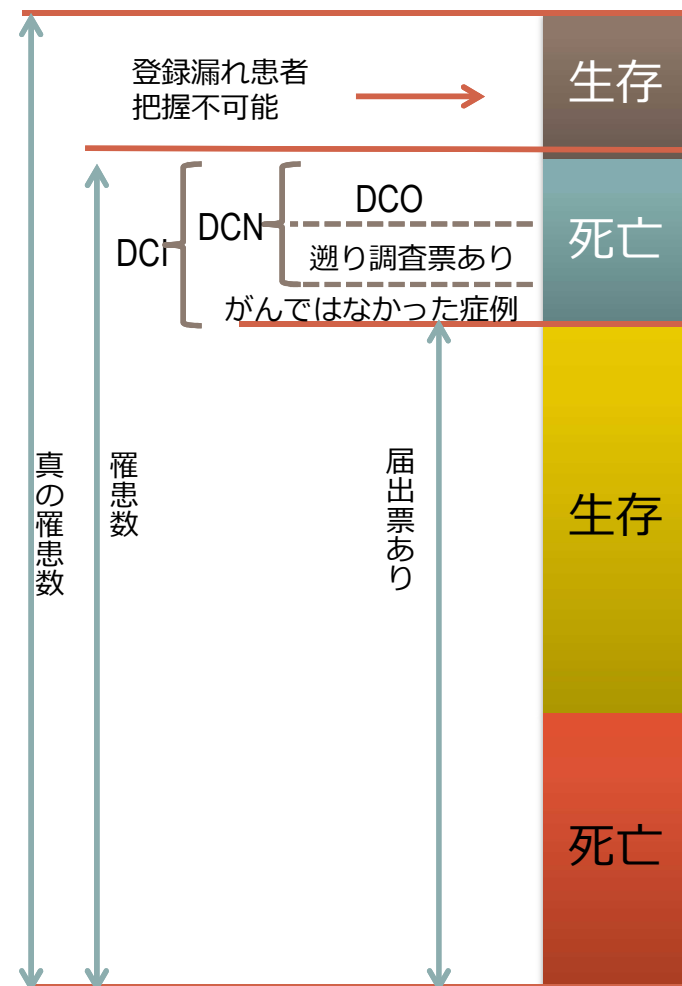 登録漏れ患者
把握不可能
生存
DCI
DCN
DCO
遡り調査票あり
がんではなかった症例
死亡
真の罹患数
罹患数
届出票あり
生存
死亡